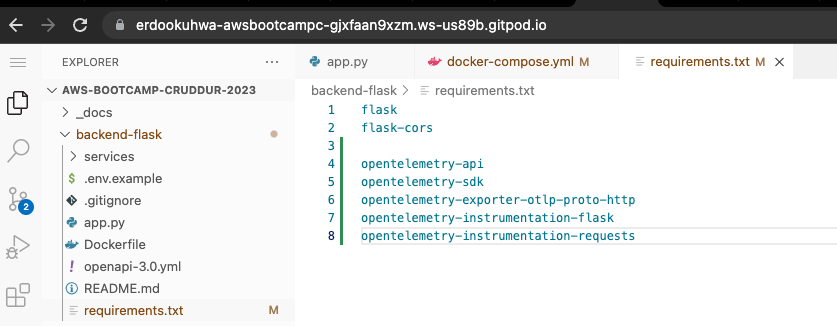 erdookuhwa-awsbootcampc-gjxfaan9xzm.ws-us89b.gitpod.io
EXPLORER
AWS-BOOTCAMP-CRUDDUR-2023
_docs
backend-flask
services
.env.example
.gitignore
app.py
Dockerfile
openapi-3.0.yml
README.md
requirements.txt M
2
app.py
docker-compose.yml M
requirements.txt M
backend-flask > requirements.txt
1 flask
2 flask-cors
3
4 opentelemetry-api
5 opentelemetry-sdk
6 opentelemetry-exporter-otlp-proto-http
7 opentelemetry-instrumentation-flask
8 opentelemetry-instrumentation-requests